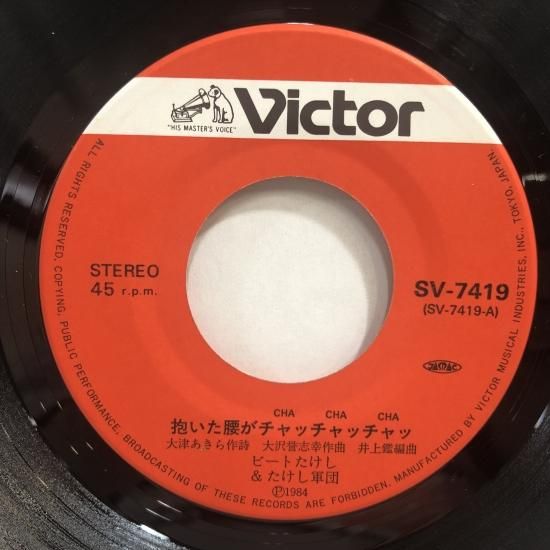 Victor
"HIS MASTER'S VOICE"
STEREO
45 r.p.m.
SV-7419
(SV-7419-A)
JASRAC
CHA CHA CHA
抱いた腰がチャッチャッチャッ
大津あきら作詩 大沢誉志幸作曲 井上鑑編曲
ビートたけし
&たけし軍団
Ⓟ1984
ALL RIGHTS RESERVED, COPYING, PUBLIC PERFORMANCE, BROADCASTING OF THESE RECORDS ARE FORBIDDEN. MANUFACTURED BY VICTOR MUSICAL INDUSTRIES, INC., TOKYO, JAPAN.